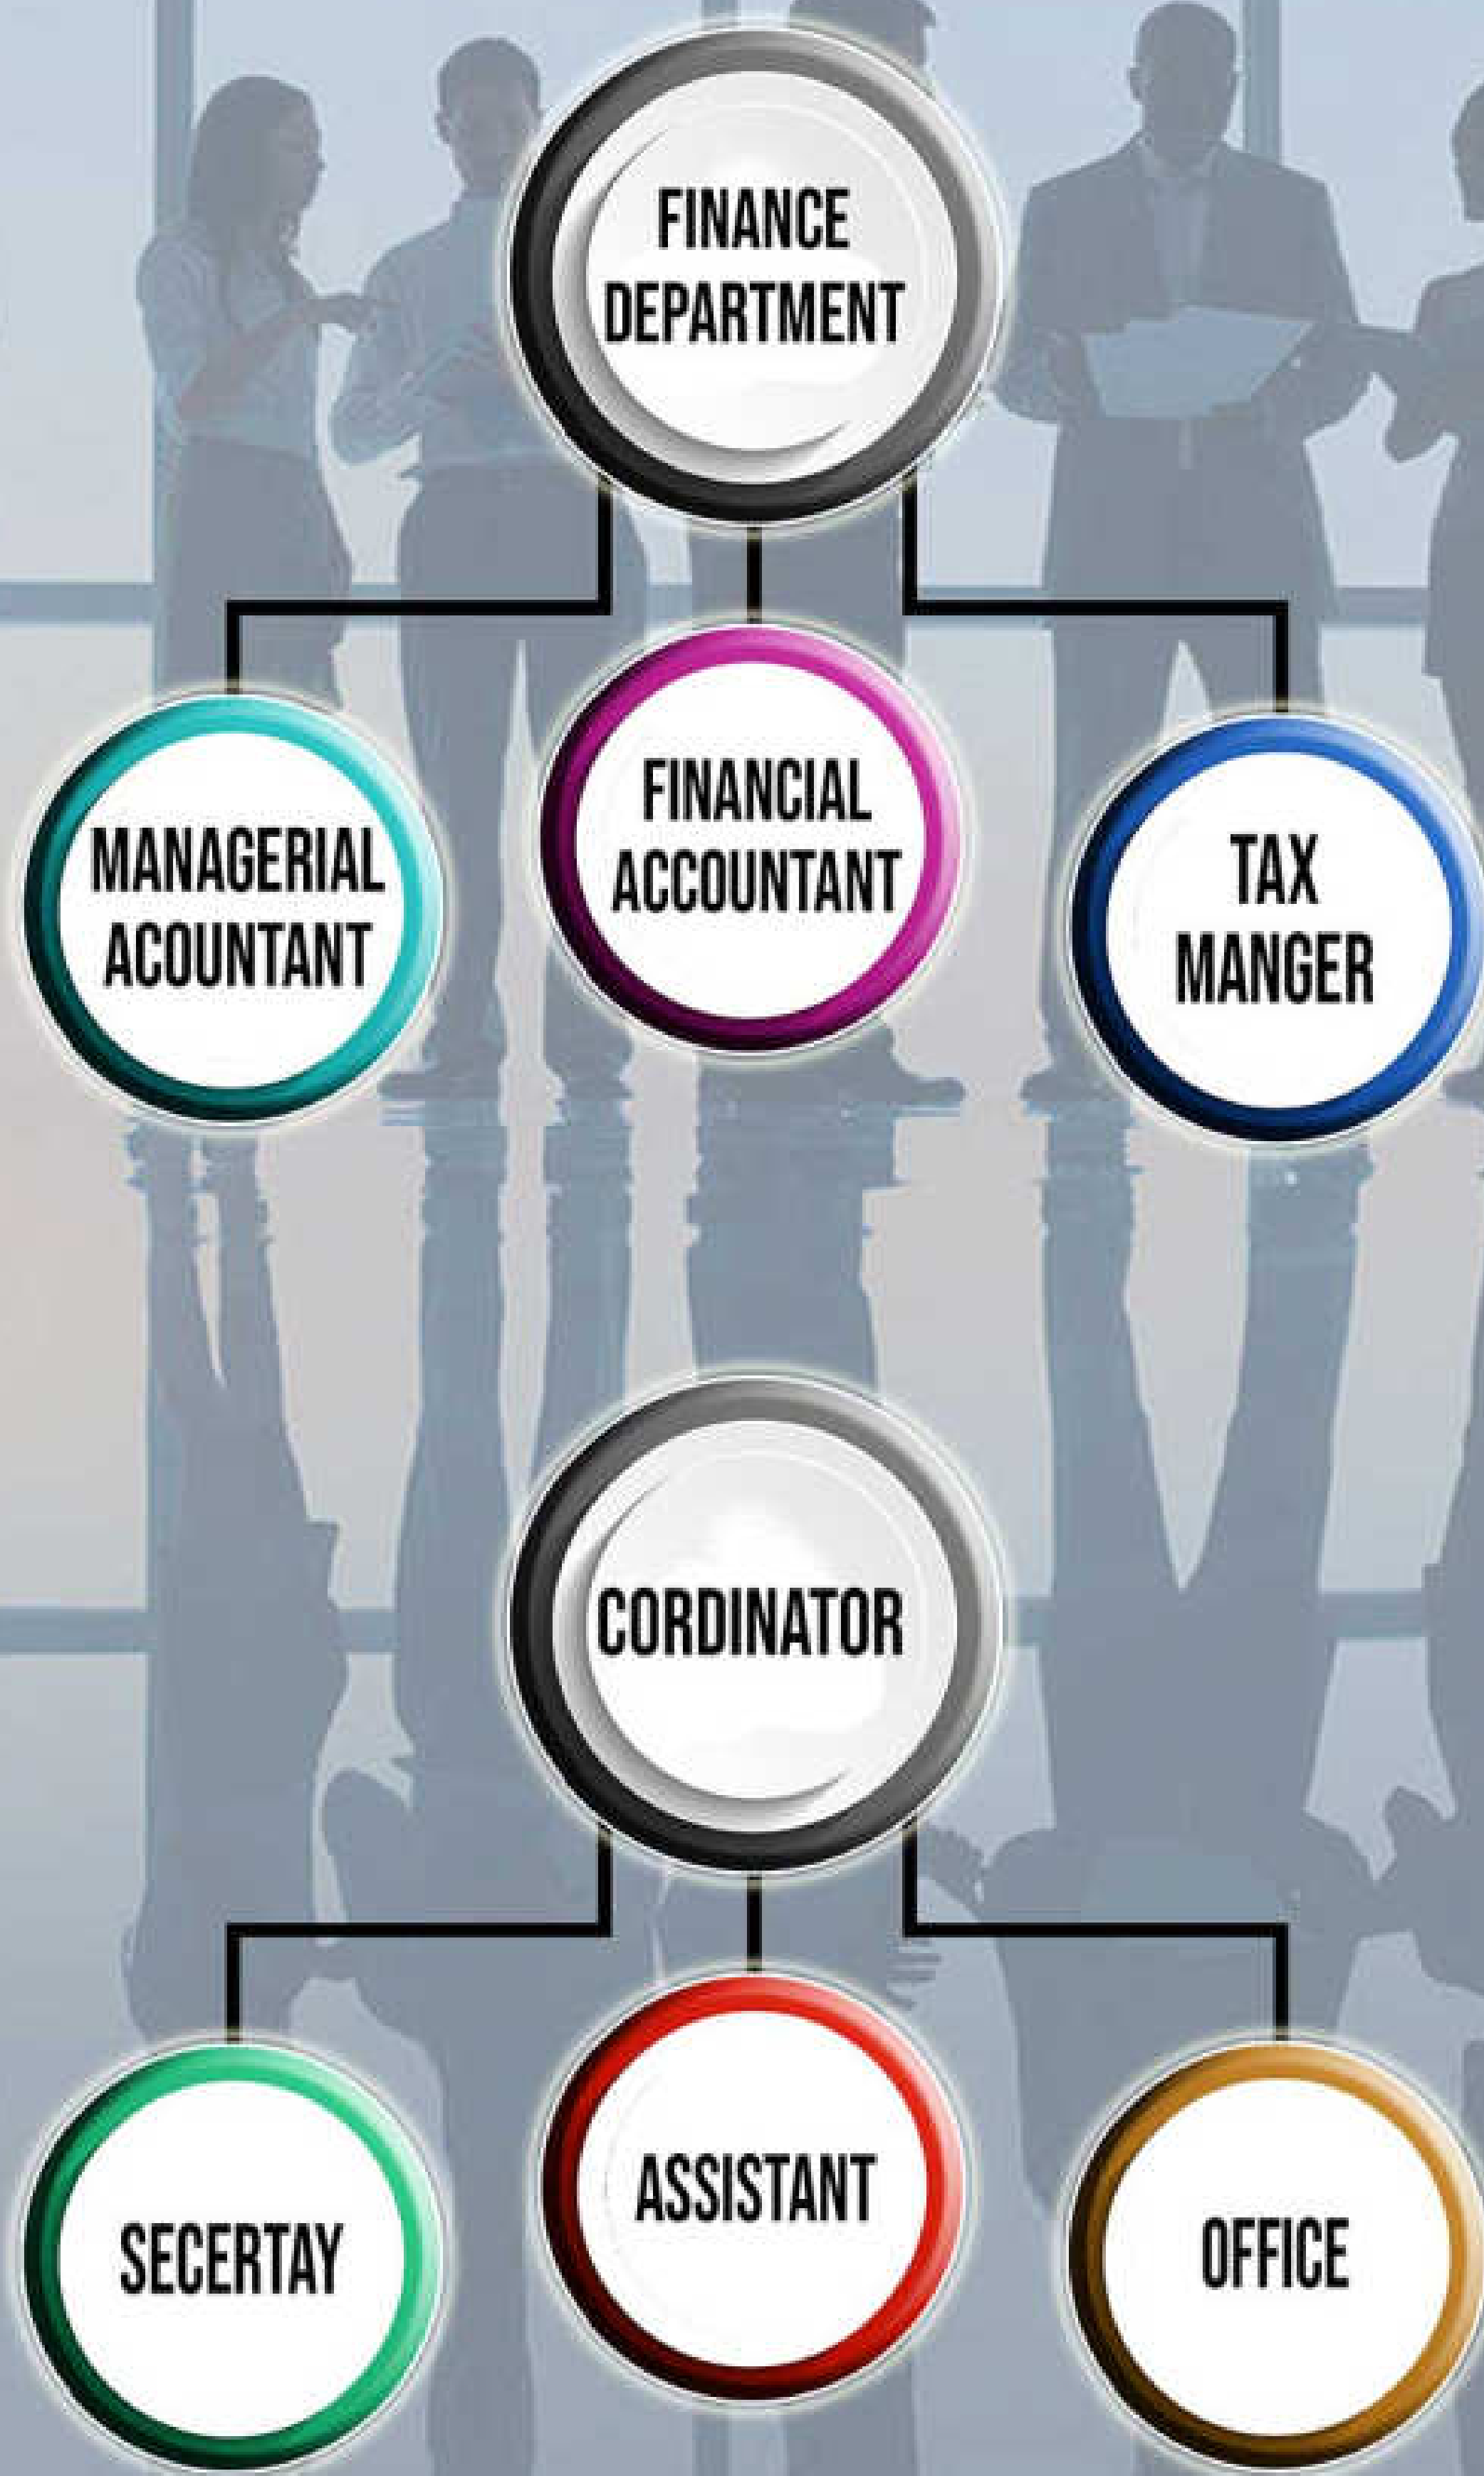 FINANCE
DEPARTMENT
MANAGERIAL
ACOUNTANT
FINANCIAL
ACCOUNTANT
TAX
MANGER
CORDINATOR
SECERTAY
ASSISTANT
OFFICE